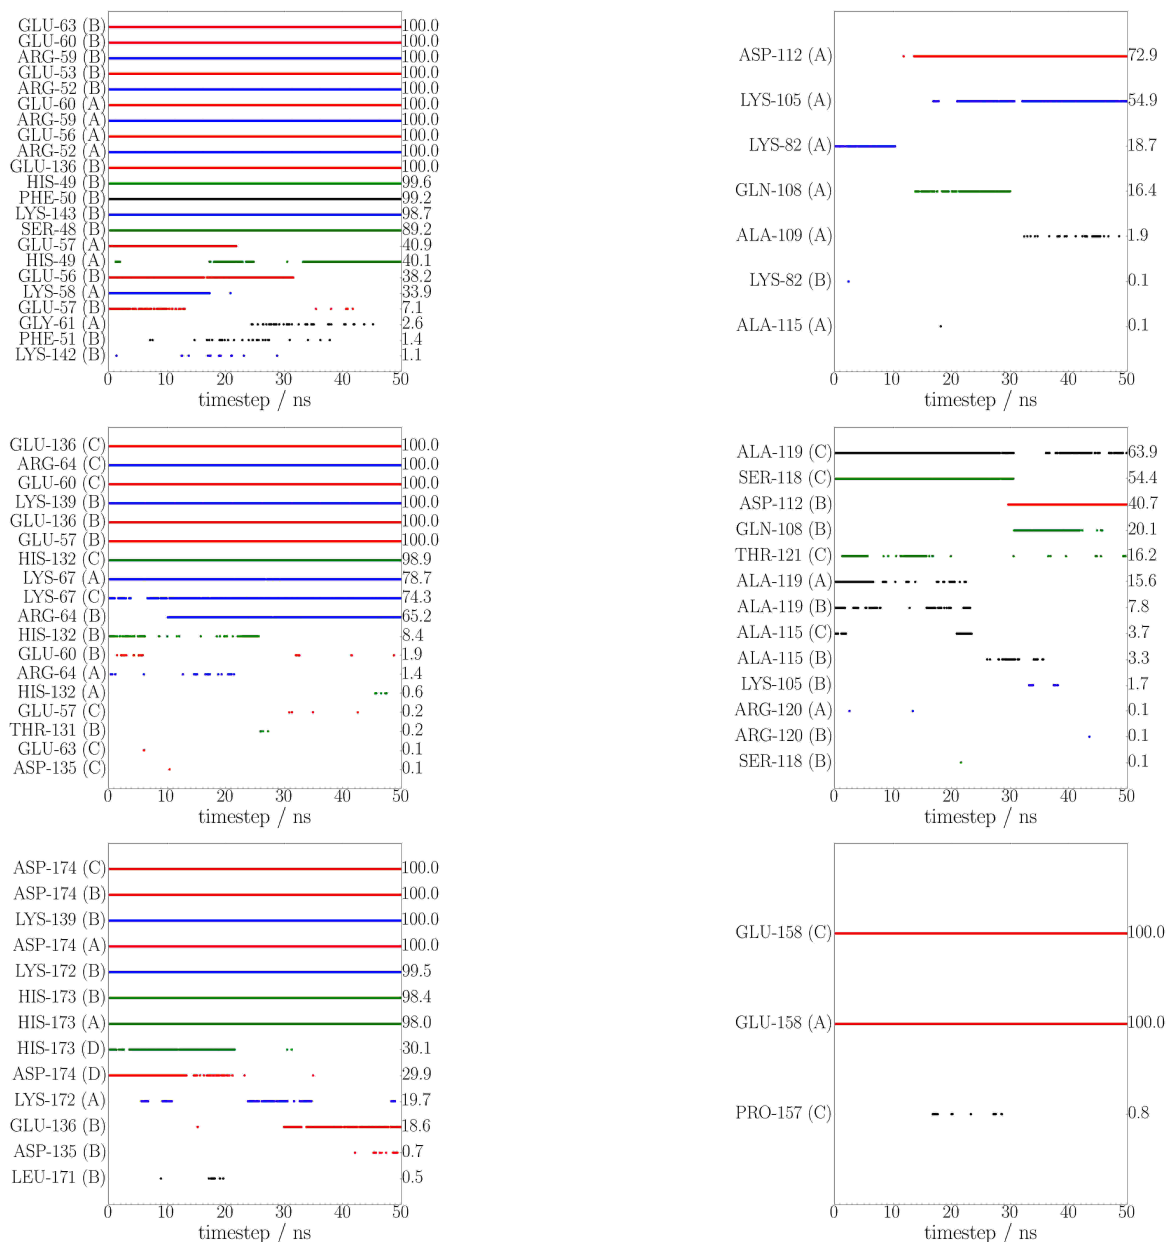 GLU-63 (B) 100.0
GLU-60 (B) 100.0
ARG-59 (B) 100.0
GLU-53 (B) 100.0
ARG-52 (B) 100.0
GLU-60 (A) 100.0
ARG-59 (A) 100.0
GLU-56 (A) 100.0
ARG-52 (A) 100.0
GLU-136 (B) 100.0
HIS-49 (B) 99.6
PHE-50 (B) 99.2
LYS-143 (B) 98.7
SER-48 (B) 89.2
GLU-57 (A) 40.9
HIS-49 (A) 40.1
GLU-56 (B) 38.2
LYS-58 (A) 33.9
GLU-57 (B) 7.1
GLY-61 (A) 2.6
PHE-51 (B) 1.4
LYS-142 (B) 1.1
0 10 20 30 40 50
timestep / ns
ASP-112 (A) 72.9
LYS-105 (A) 54.9
LYS-82 (A) 18.7
GLN-108 (A) 16.4
ALA-109 (A) 1.9
LYS-82 (B) 0.1
ALA-115 (A) 0.1
0 10 20 30 40 50
timestep / ns
GLU-136 (C) 100.0
ARG-64 (C) 100.0
GLU-60 (C) 100.0
LYS-139 (B) 100.0
GLU-136 (B) 100.0
GLU-57 (B) 100.0
HIS-132 (C) 98.9
LYS-67 (A) 78.7
LYS-67 (C) 74.3
ARG-64 (B) 65.2
HIS-132 (B) 8.4
GLU-60 (B) 1.9
ARG-64 (A) 1.4
HIS-132 (A) 0.6
GLU-57 (C) 0.2
THR-131 (B) 0.2
GLU-63 (C) 0.1
ASP-135 (C) 0.1
0 10 20 30 40 50
timestep / ns
ALA-119 (C) 63.9
SER-118 (C) 54.4
ASP-112 (B) 40.7
GLN-108 (B) 20.1
THR-121 (C) 16.2
ALA-119 (A) 15.6
ALA-119 (B) 7.8
ALA-115 (C) 3.7
ALA-115 (B) 3.3
LYS-105 (B) 1.7
ARG-120 (A) 0.1
ARG-120 (B) 0.1
SER-118 (B) 0.1
0 10 20 30 40 50
timestep / ns
ASP-174 (C) 100.0
ASP-174 (B) 100.0
LYS-139 (B) 100.0
ASP-174 (A) 100.0
LYS-172 (B) 99.5
HIS-173 (B) 98.4
HIS-173 (A) 98.0
HIS-173 (D) 30.1
ASP-174 (D) 29.9
LYS-172 (A) 19.7
GLU-136 (B) 18.6
ASP-135 (B) 0.7
LEU-171 (B) 0.5
0 10 20 30 40 50
timestep / ns
GLU-158 (C) 100.0
GLU-158 (A) 100.0
PRO-157 (C) 0.8
0 10 20 30 40 50
timestep / ns